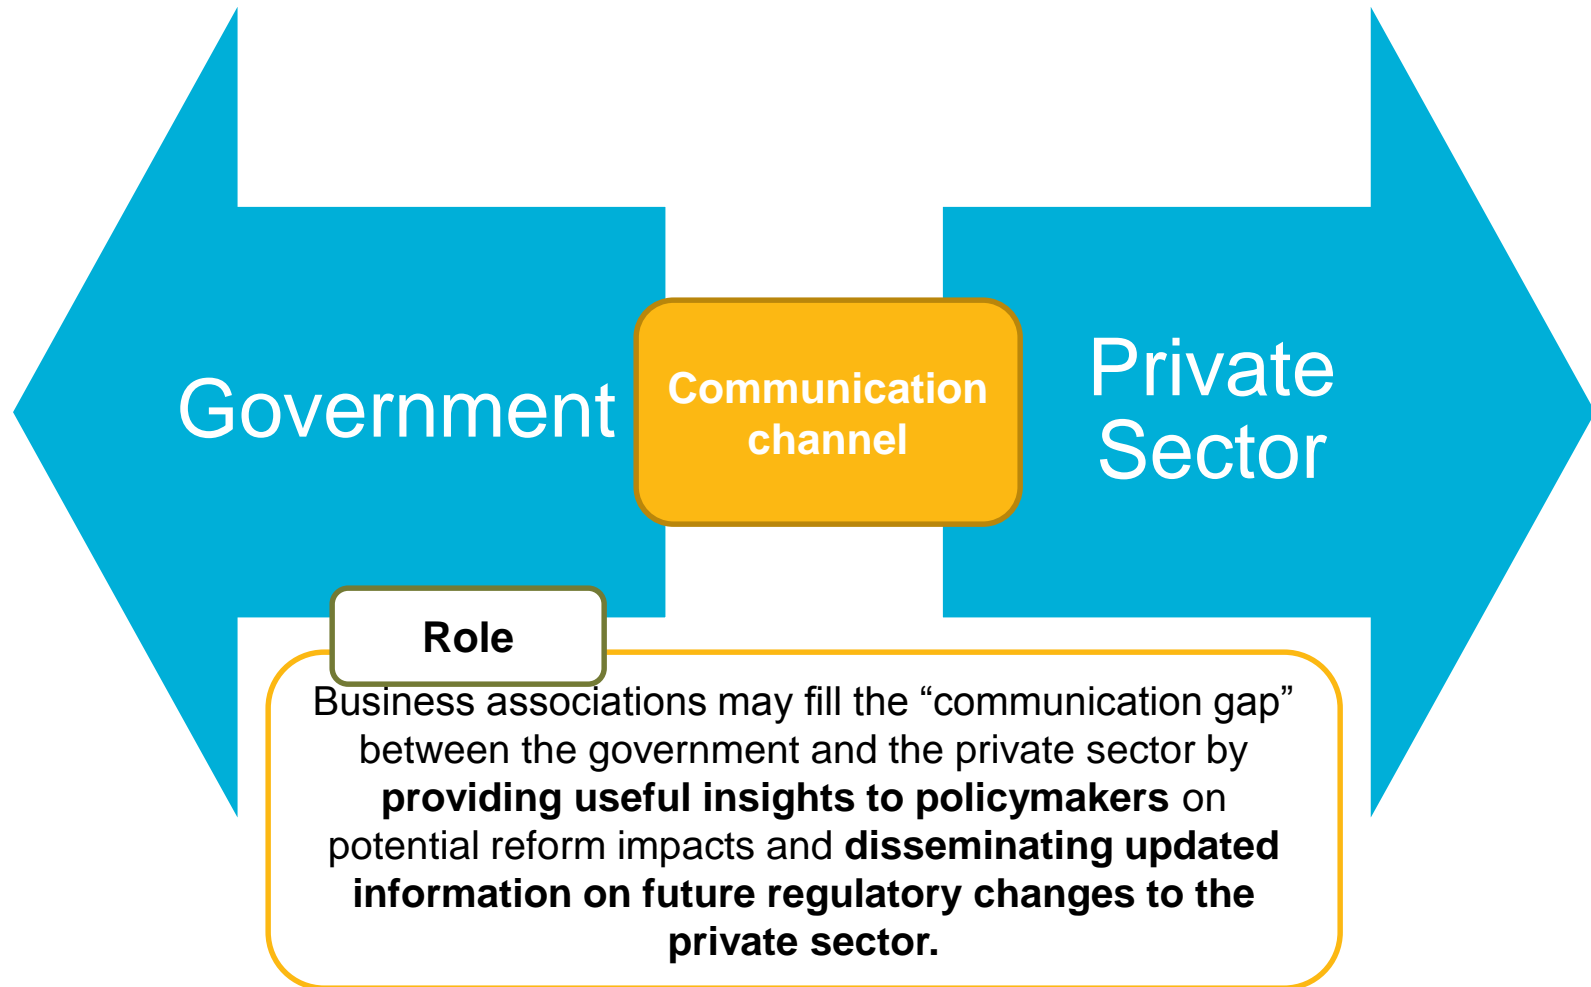 Government
Communication
channel
Private
Sector
Role
Business associations may fill the “communication gap”
between the government and the private sector by
providing useful insights to policymakers on
potential reform impacts and disseminating updated
information on future regulatory changes to the
private sector.